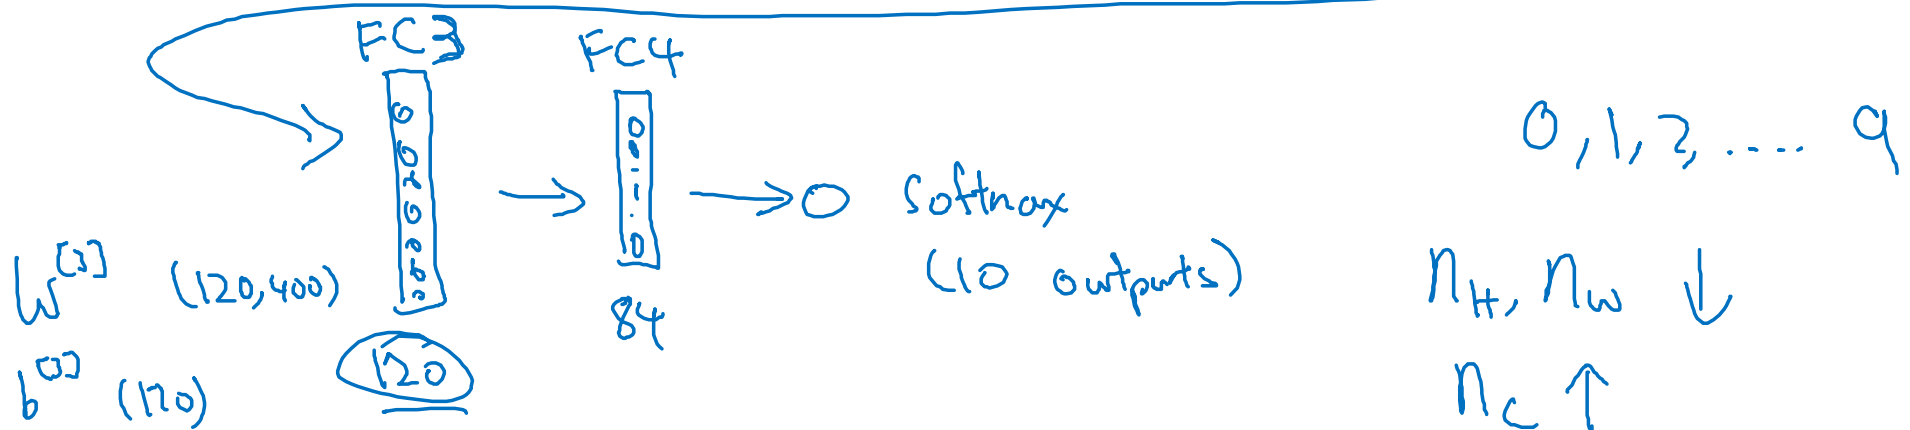 FC3 FC4
0, 1, 2, .... 9
Softmax
(10 outputs)
W^[3] (120,400)
n_H, n_W ↓
84
120
b^[3] (120)
n_C ↑